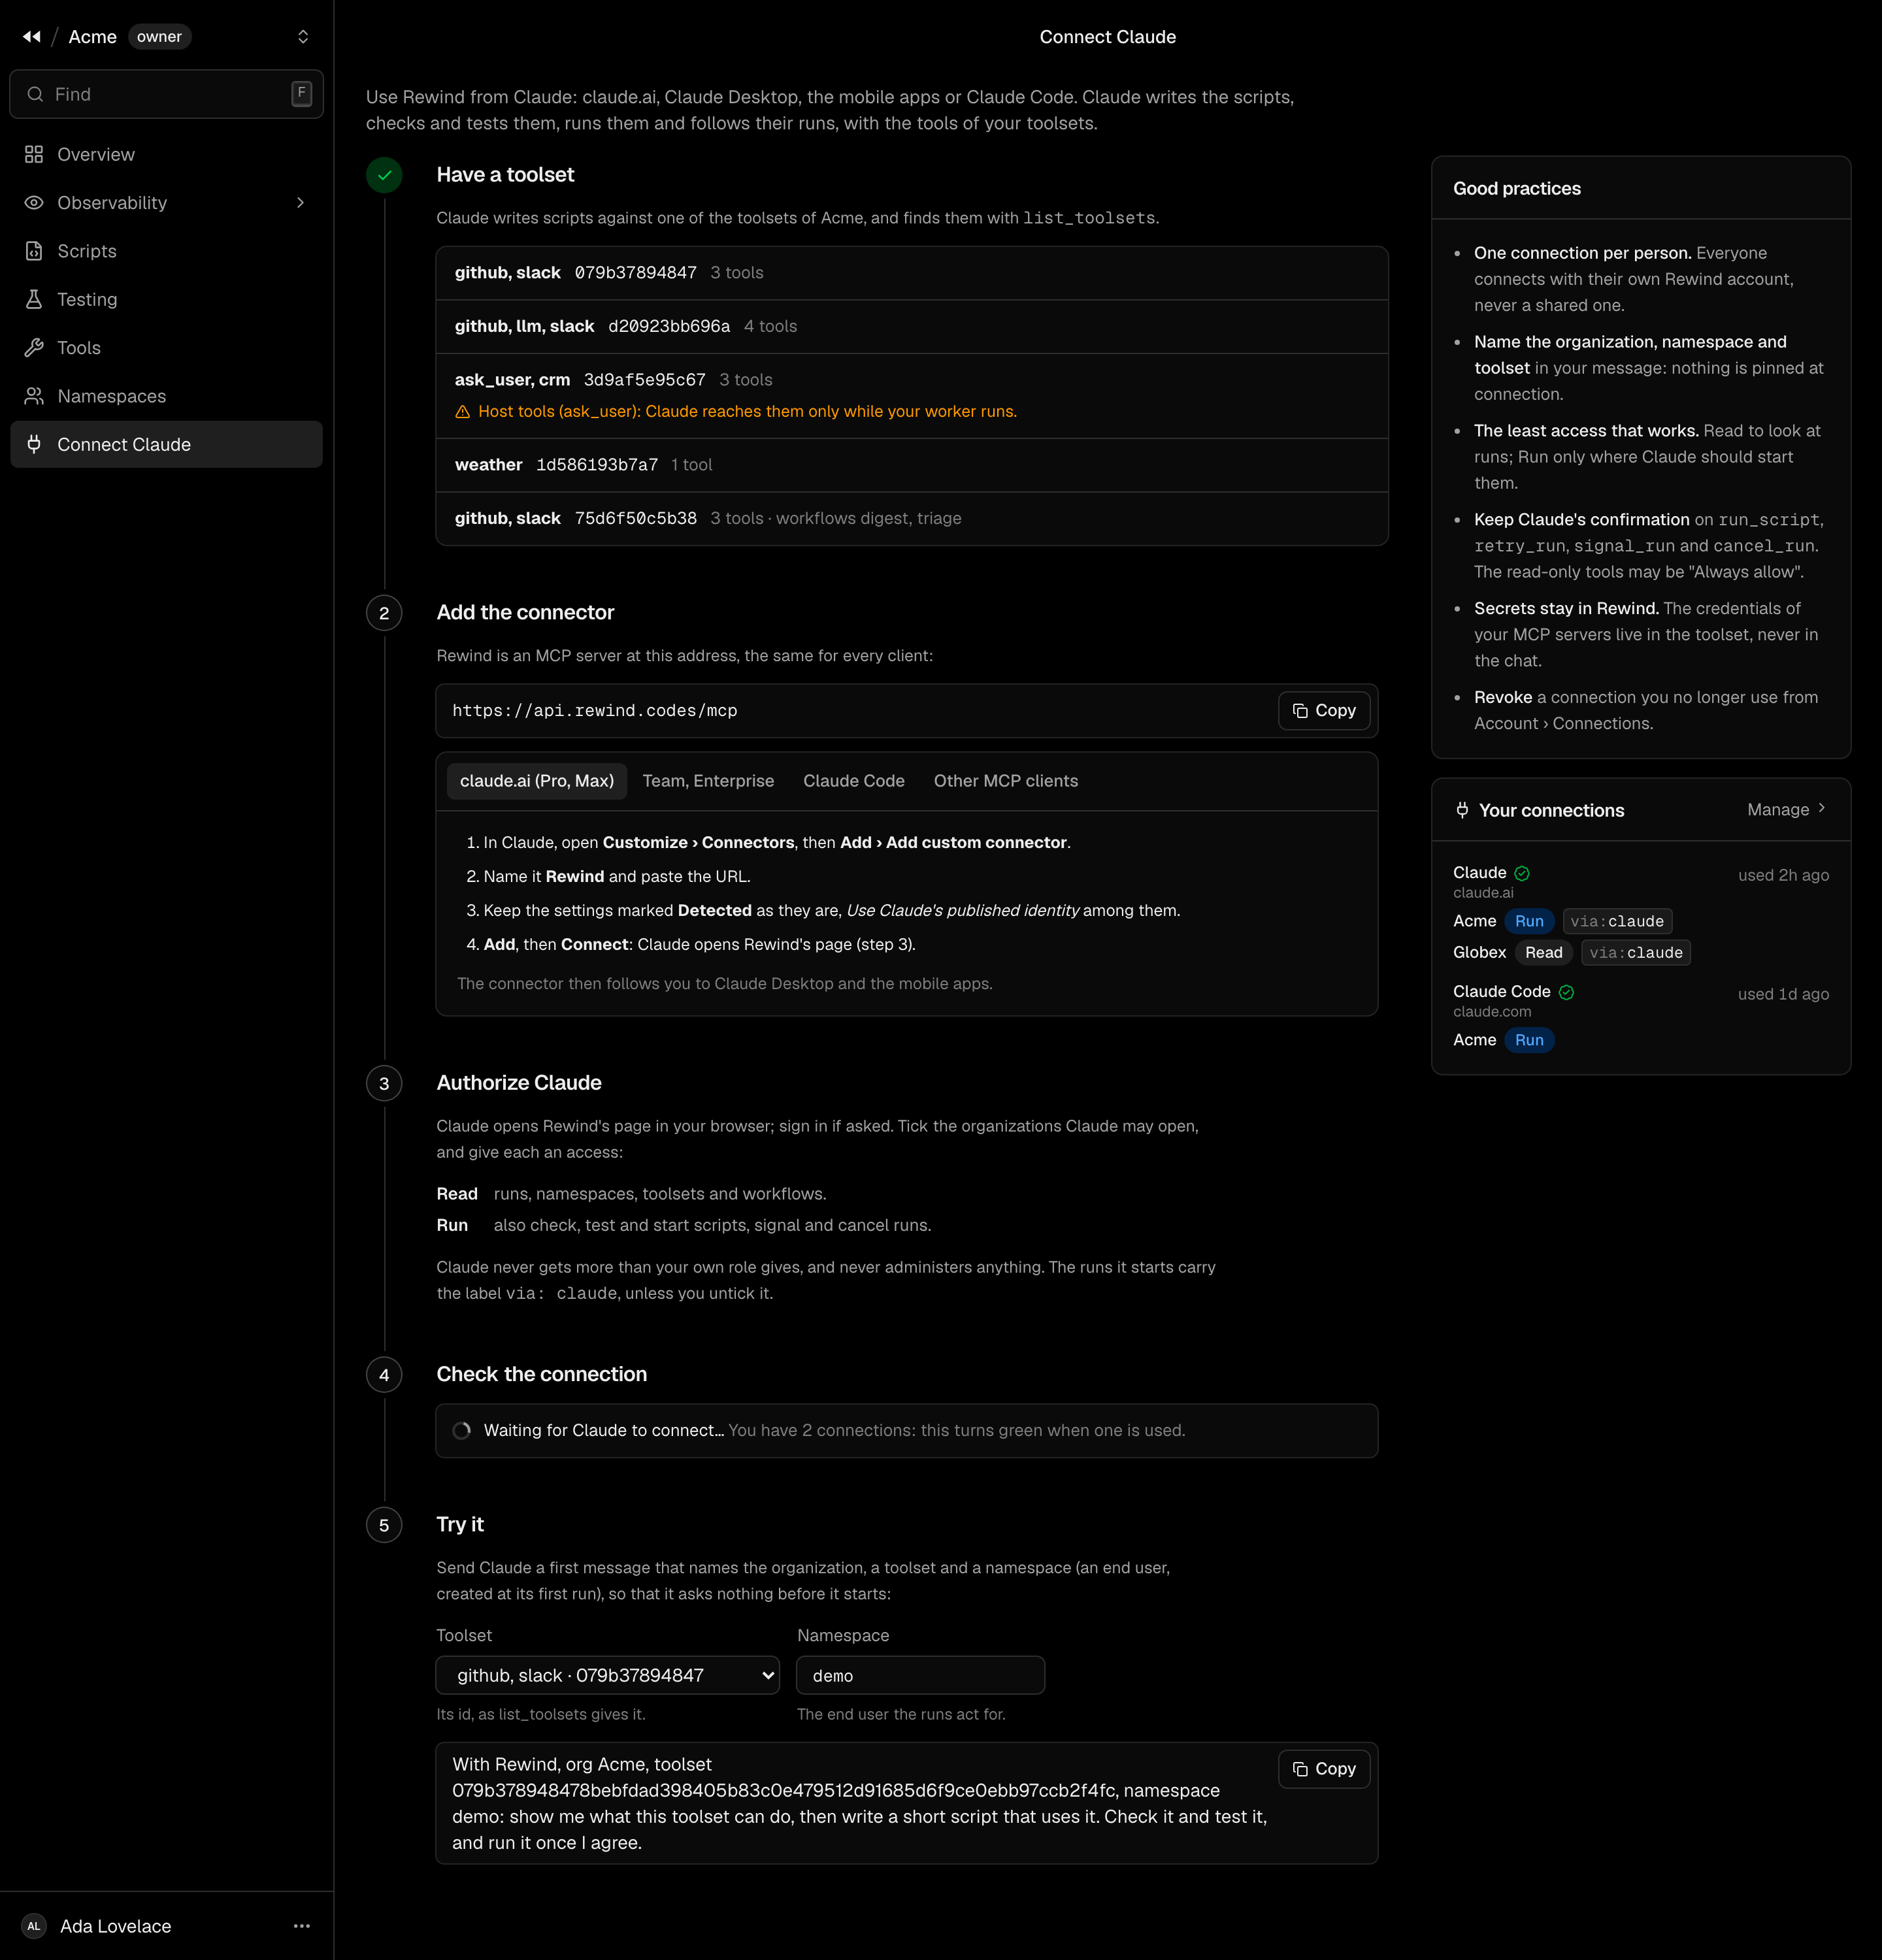 / Acme owner
Find F
Overview
Observability
Scripts
Testing
Tools
Namespaces
Connect Claude
AL Ada Lovelace
Connect Claude
Use Rewind from Claude: claude.ai, Claude Desktop, the mobile apps or Claude Code. Claude writes the scripts,
checks and tests them, runs them and follows their runs, with the tools of your toolsets.
Have a toolset
Claude writes scripts against one of the toolsets of Acme, and finds them with list_toolsets.
github, slack 079b37894847 3 tools
github, llm, slack d20923bb696a 4 tools
ask_user, crm 3d9af5e95c67 3 tools
Host tools (ask_user): Claude reaches them only while your worker runs.
weather 1d586193b7a7 1 tool
github, slack 75d6f50c5b38 3 tools · workflows digest, triage
2 Add the connector
Rewind is an MCP server at this address, the same for every client:
https://api.rewind.codes/mcp Copy
claude.ai (Pro, Max) Team, Enterprise Claude Code Other MCP clients
1. In Claude, open Customize › Connectors, then Add › Add custom connector.
2. Name it Rewind and paste the URL.
3. Keep the settings marked Detected as they are, Use Claude's published identity among them.
4. Add, then Connect: Claude opens Rewind's page (step 3).
The connector then follows you to Claude Desktop and the mobile apps.
3 Authorize Claude
Claude opens Rewind's page in your browser; sign in if asked. Tick the organizations Claude may open,
and give each an access:
Read runs, namespaces, toolsets and workflows.
Run also check, test and start scripts, signal and cancel runs.
Claude never gets more than your own role gives, and never administers anything. The runs it starts carry
the label via: claude, unless you untick it.
4 Check the connection
Waiting for Claude to connect... You have 2 connections: this turns green when one is used.
5 Try it
Send Claude a first message that names the organization, a toolset and a namespace (an end user,
created at its first run), so that it asks nothing before it starts:
Toolset Namespace
github, slack · 079b37894847 demo
Its id, as list_toolsets gives it. The end user the runs act for.
With Rewind, org Acme, toolset Copy
079b378948478bebfdad398405b83c0e479512d91685d6f9ce0ebb97ccb2f4fc, namespace
demo: show me what this toolset can do, then write a short script that uses it. Check it and test it,
and run it once I agree.
Good practices
• One connection per person. Everyone
connects with their own Rewind account,
never a shared one.
• Name the organization, namespace and
toolset in your message: nothing is pinned at
connection.
• The least access that works. Read to look at
runs; Run only where Claude should start
them.
• Keep Claude's confirmation on run_script,
retry_run, signal_run and cancel_run.
The read-only tools may be "Always allow".
• Secrets stay in Rewind. The credentials of
your MCP servers live in the toolset, never in
the chat.
• Revoke a connection you no longer use from
Account › Connections.
Your connections Manage
Claude used 2h ago
claude.ai
Acme Run via:claude
Globex Read via:claude
Claude Code used 1d ago
claude.com
Acme Run